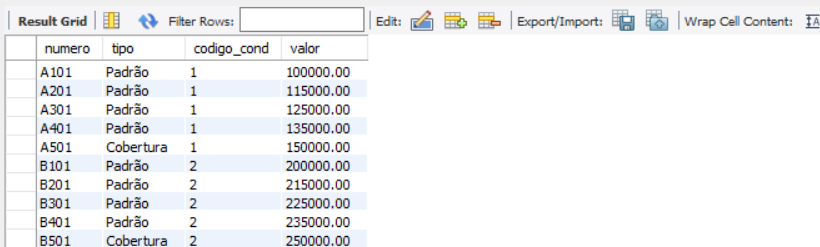 Result Grid Filter Rows: Edit: Export/Import: Wrap Cell Content:
numero tipo codigo_cond valor
A101 Padrão 1 100000.00
A201 Padrão 1 115000.00
A301 Padrão 1 125000.00
A401 Padrão 1 135000.00
A501 Cobertura 1 150000.00
B101 Padrão 2 200000.00
B201 Padrão 2 215000.00
B301 Padrão 2 225000.00
B401 Padrão 2 235000.00
B501 Cobertura 2 250000.00